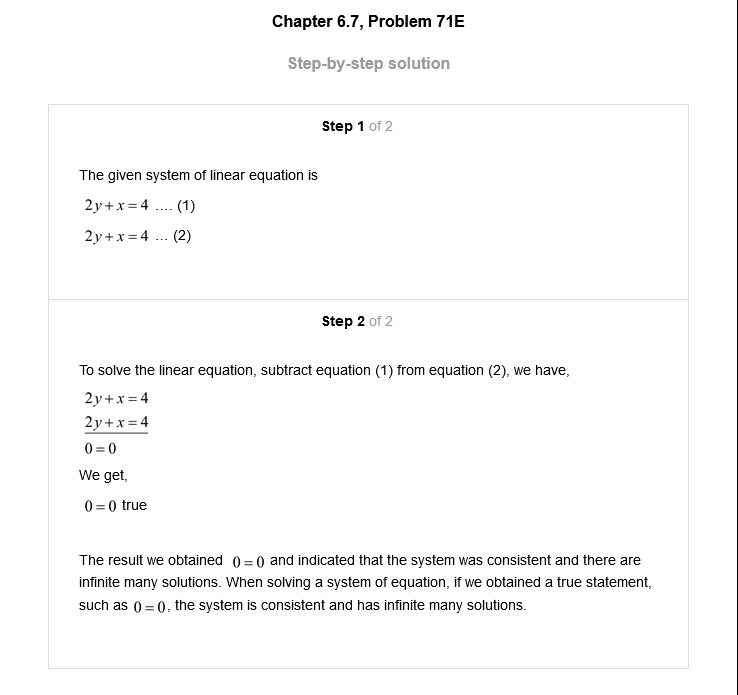 Chapter 6.7, Problem 71E
Step-by-step solution
Step 1 of 2
The given system of linear equation is
2y + x = 4 .... (1)
2y + x = 4 ... (2)
Step 2 of 2
To solve the linear equation, subtract equation (1) from equation (2), we have,
2y + x = 4
2y + x = 4
0 = 0
We get,
0 = 0 true
The result we obtained 0 = 0 and indicated that the system was consistent and there are
infinite many solutions. When solving a system of equation, if we obtained a true statement,
such as 0 = 0, the system is consistent and has infinite many solutions.